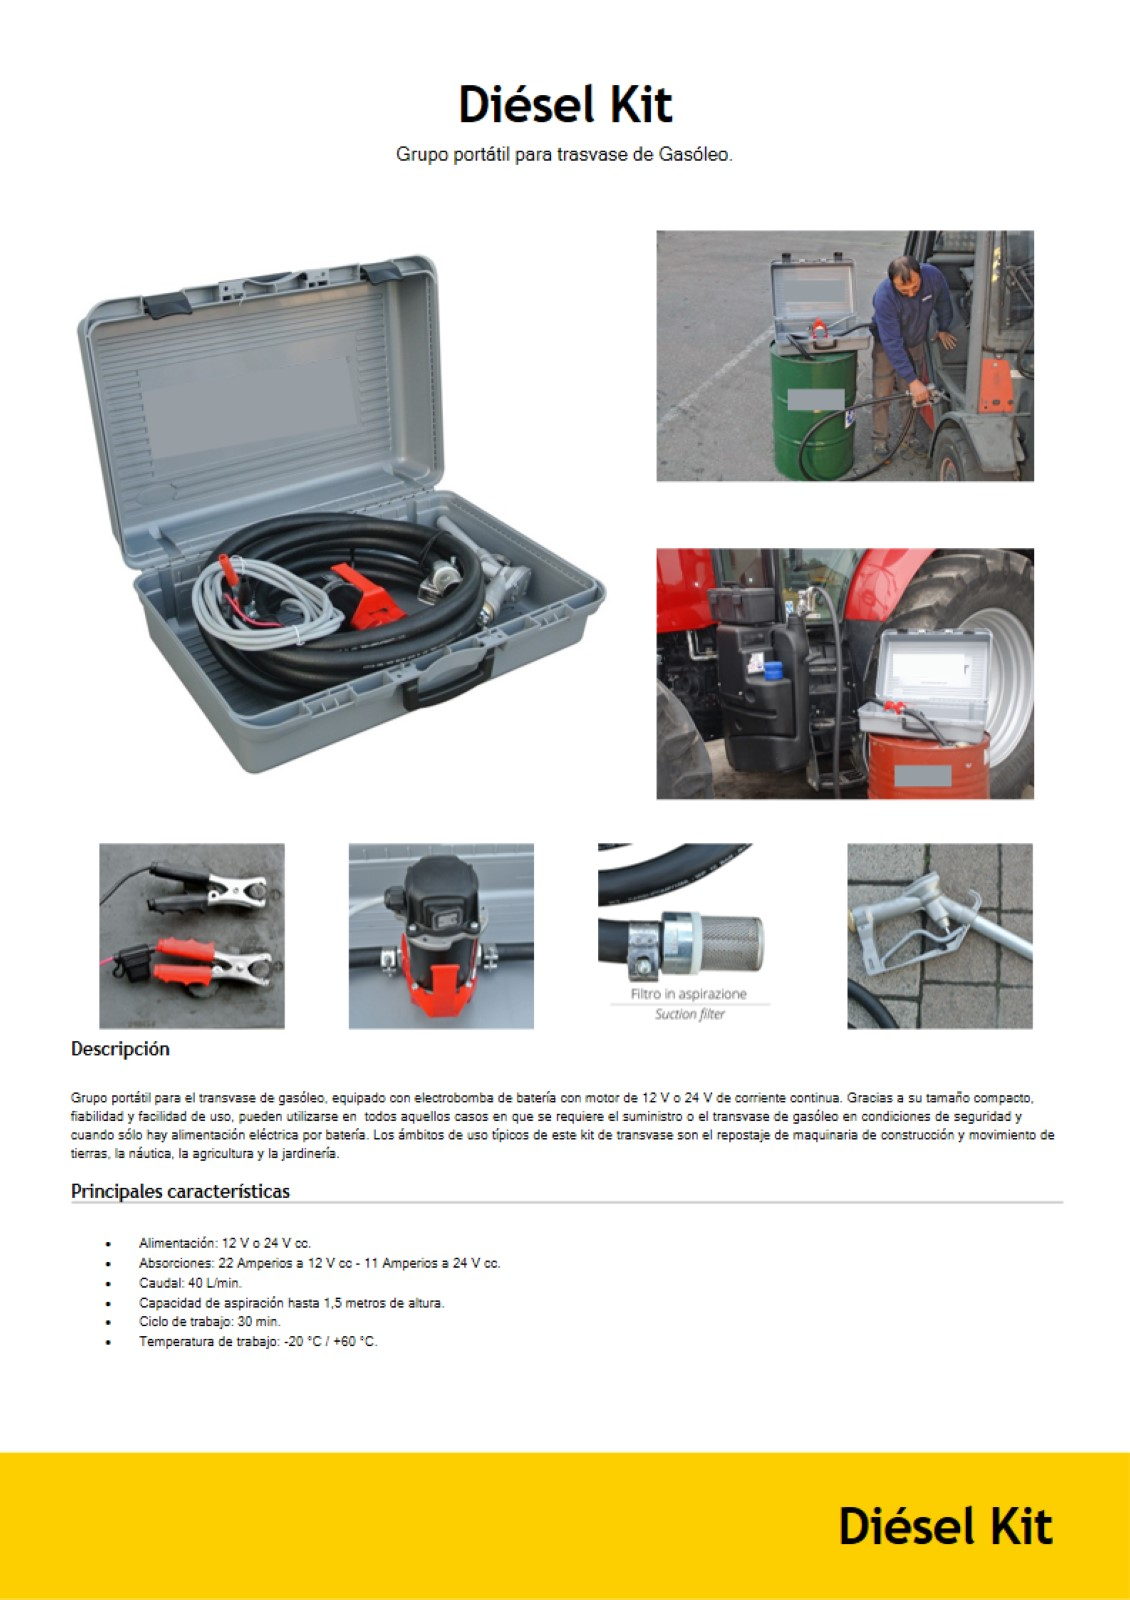 Diésel Kit
Grupo portátil para trasvase de Gasóleo.
Filtro in aspirazione
Suction filter
Descripción
Grupo portátil para el transvase de gasóleo, equipado con electrobomba de batería con motor de 12 V o 24 V de corriente continua. Gracias a su tamaño compacto,
fiabilidad y facilidad de uso, pueden utilizarse en todos aquellos casos en que se requiere el suministro o el transvase de gasóleo en condiciones de seguridad y
cuando sólo hay alimentación eléctrica por batería. Los ámbitos de uso típicos de este kit de transvase son el repostaje de maquinaria de construcción y movimiento de
tierras, la náutica, la agricultura y la jardinería.
Principales características
• Alimentación: 12 V o 24 V cc.
• Absorciones: 22 Amperios a 12 V cc - 11 Amperios a 24 V cc.
• Caudal: 40 L/min.
• Capacidad de aspiración hasta 1,5 metros de altura.
• Ciclo de trabajo: 30 min.
• Temperatura de trabajo: -20 °C / +60 °C.
Diésel Kit